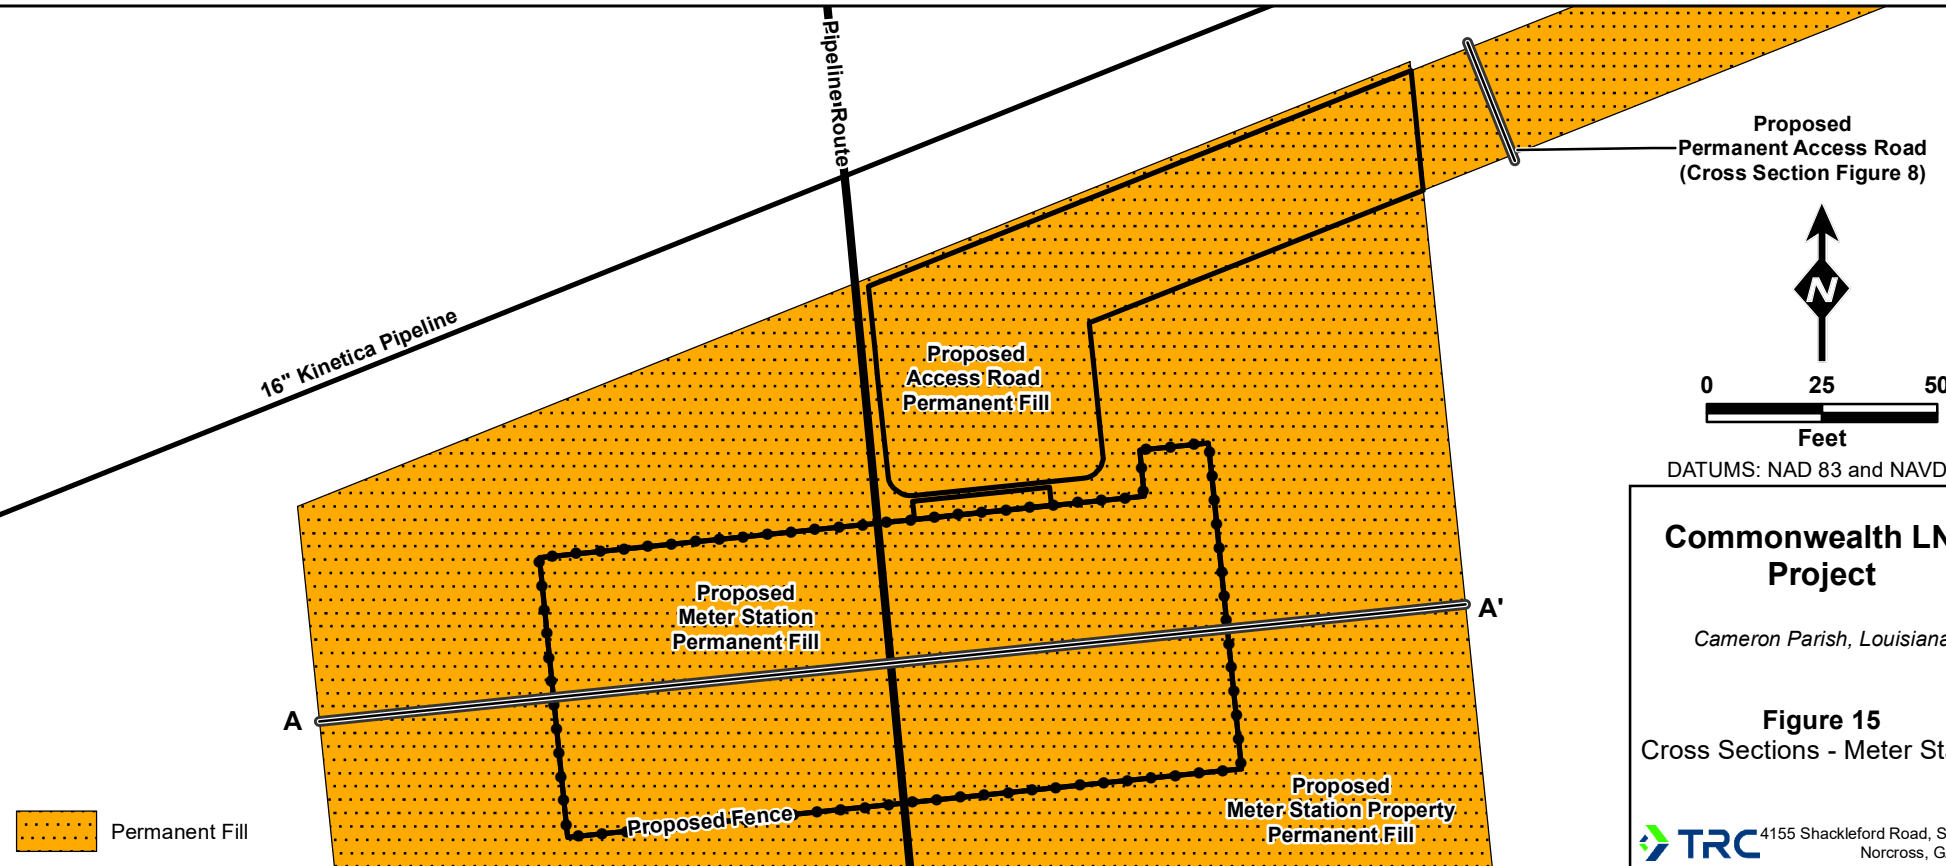 Pipeline Route
16" Kinetica Pipeline
Proposed
Permanent Access Road
(Cross Section Figure 8)
N
0 25 50
Feet
DATUMS: NAD 83 and NAVD
Proposed
Access Road
Permanent Fill
Proposed
Meter Station
Permanent Fill
A
A'
Proposed Fence
Proposed
Meter Station Property
Permanent Fill
Permanent Fill
Commonwealth LN
Project
Cameron Parish, Louisiana
Figure 15
Cross Sections - Meter Sta
TRC
4155 Shackleford Road, S
Norcross, G